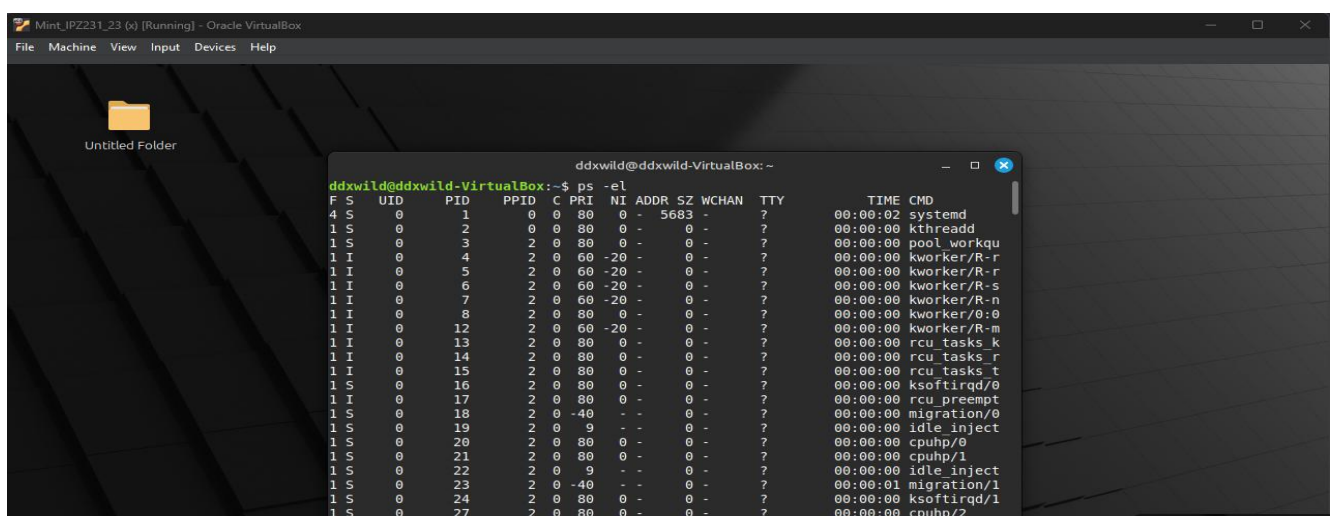 Mint_IPZ231_23 (x) [Running] - Oracle VirtualBox
File Machine View Input Devices Help
Untitled Folder
ddxwild@ddxwild-VirtualBox: ~
ddxwild@ddxwild-VirtualBox:~$ ps -el
F S UID PID PPID C PRI NI ADDR SZ WCHAN TTY TIME CMD
4 S 0 1 0 0 80 0 - 5683 - ? 00:00:02 systemd
1 S 0 2 0 0 80 0 - 0 - ? 00:00:00 kthreadd
1 S 0 3 2 0 80 0 - 0 - ? 00:00:00 pool_workqu
1 I 0 4 2 0 60 -20 - 0 - ? 00:00:00 kworker/R-r
1 I 0 5 2 0 60 -20 - 0 - ? 00:00:00 kworker/R-r
1 I 0 6 2 0 60 -20 - 0 - ? 00:00:00 kworker/R-s
1 I 0 7 2 0 60 -20 - 0 - ? 00:00:00 kworker/R-n
1 I 0 8 2 0 80 0 - 0 - ? 00:00:00 kworker/0:0
1 I 0 12 2 0 60 -20 - 0 - ? 00:00:00 kworker/R-m
1 I 0 13 2 0 80 0 - 0 - ? 00:00:00 rcu_tasks_k
1 I 0 14 2 0 80 0 - 0 - ? 00:00:00 rcu_tasks_r
1 I 0 15 2 0 80 0 - 0 - ? 00:00:00 rcu_tasks_t
1 S 0 16 2 0 80 0 - 0 - ? 00:00:00 ksoftirqd/0
1 I 0 17 2 0 80 0 - 0 - ? 00:00:00 rcu_preempt
1 S 0 18 2 0 -40 - - 0 - ? 00:00:00 migration/0
1 S 0 19 2 0 9 - - 0 - ? 00:00:00 idle_inject
1 S 0 20 2 0 80 0 - 0 - ? 00:00:00 cpuhp/0
1 S 0 21 2 0 80 0 - 0 - ? 00:00:00 cpuhp/1
1 S 0 22 2 0 9 - - 0 - ? 00:00:00 idle_inject
1 S 0 23 2 0 -40 - - 0 - ? 00:00:01 migration/1
1 S 0 24 2 0 80 0 - 0 - ? 00:00:00 ksoftirqd/1
1 S 0 27 2 0 80 0 - 0 - ? 00:00:00 cpuhp/2